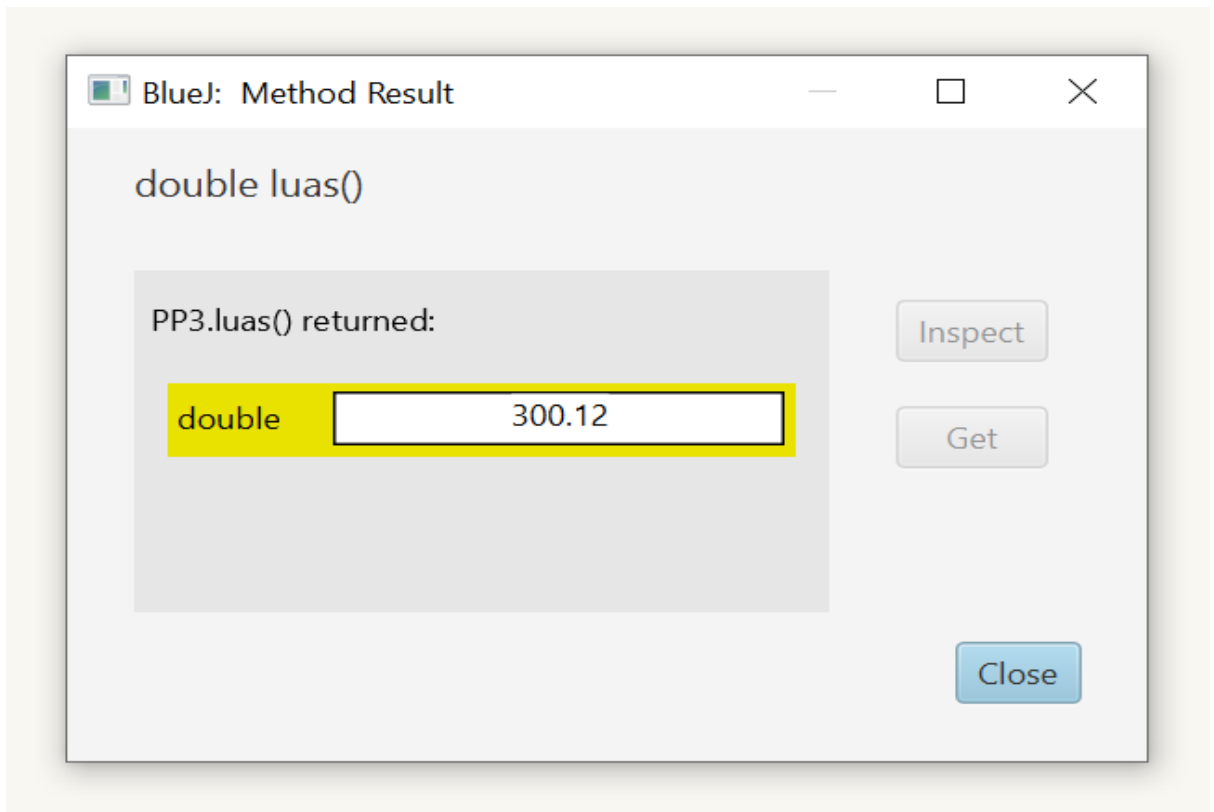 BlueJ: Method Result
double luas()
PP3.luas() returned:
Inspect
double 300.12
Get
Close